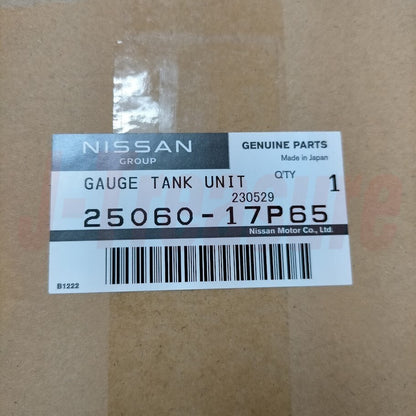 NISSAN
GROUP
GENUINE PARTS
Made in Japan
GAUGE TANK UNIT
Q'TY
1
230529
25060-17P65
Nissan Motor Co., Ltd.
B1222